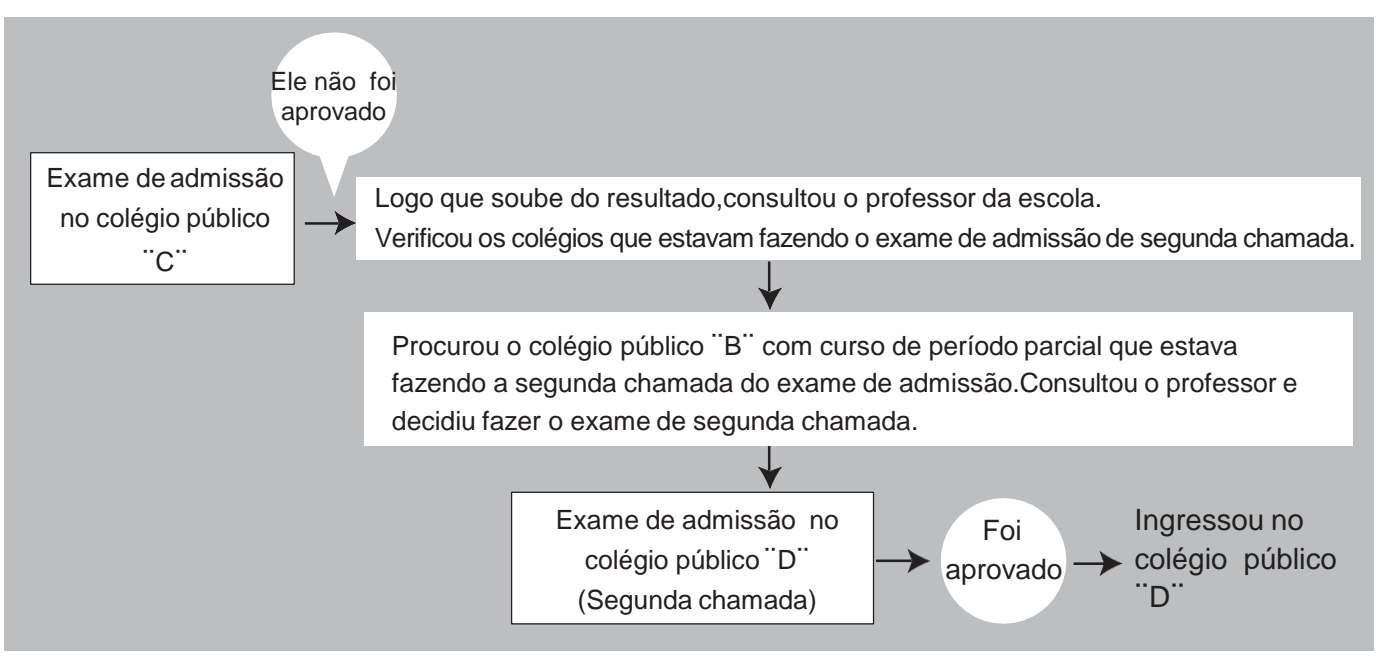 Ele não foi
aprovado
Exame de admissão
no colégio público
¨C¨
Logo que soube do resultado,consultou o professor da escola.
Verificou os colégios que estavam fazendo o exame de admissão de segunda chamada.
Procurou o colégio público ¨B¨ com curso de período parcial que estava
fazendo a segunda chamada do exame de admissão.Consultou o professor e
decidiu fazer o exame de segunda chamada.
Exame de admissão no
colégio público ¨D¨
(Segunda chamada)
Foi
aprovado
Ingressou no
colégio público
¨D¨